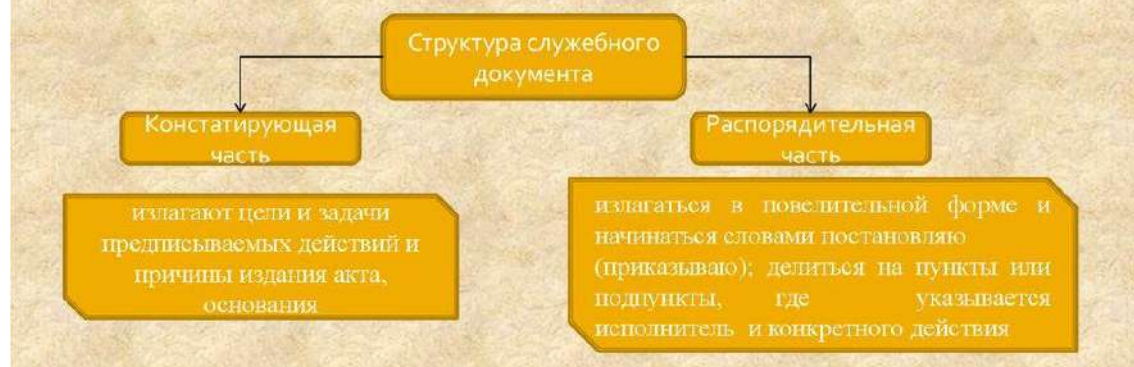 Структура служебного
документа
Констатирующая
часть
Распорядительная
часть
излагают цели и задачи
предписываемых действий и
причины издания акта,
основания
излагаться в повелительной форме и
начинаться словами постановляю
(приказываю); делиться на пункты или
подпункты, где указывается
исполнитель и конкретного действия